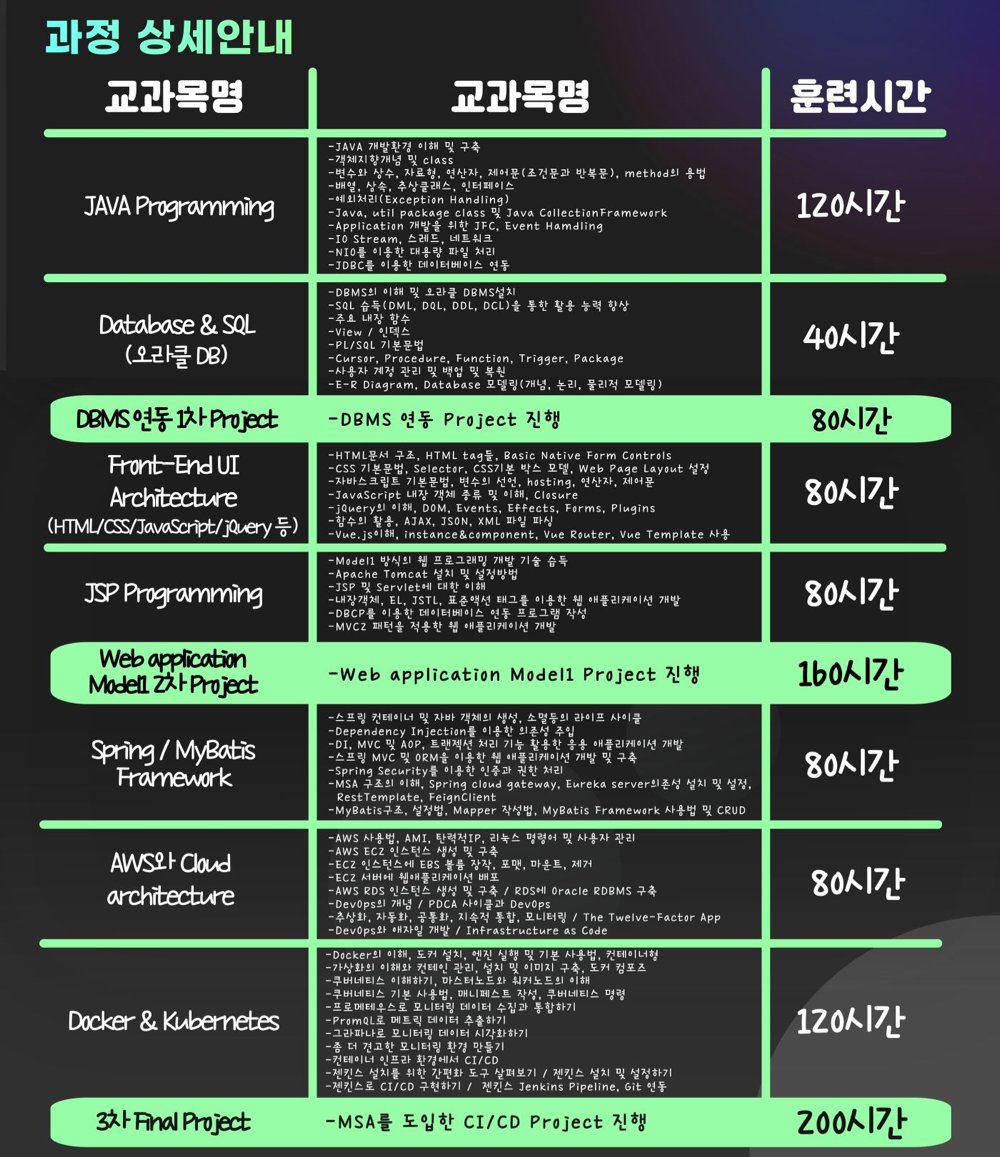 과정 상세안내
교과목명
교과목명
훈련시간
JAVA Programming
-JAVA 개발환경 이해 및 구축
-객체지향개념 및 class
-변수와 상수, 자료형, 연산자, 제어문(조건문과 반복문), method의 용법
-배열, 상속, 추상클래스, 인터페이스
-예외처리(Exception Handling)
-Java, util package class 및 Java CollectionFramework
-Application 개발을 위한 JFC, Event Hamdling
-IO Stream, 스레드, 네트워크
-NIO를 이용한 대용량 파일 처리
-JDBC를 이용한 데이터베이스 연동
120시간
Database & SQL
(오라클 DB)
-DBMS의 이해 및 오라클 DBMS설치
-SQL 습득(DML, DQL, DDL, DCL)을 통한 활용 능력 향상
-주요 내장 함수
-View / 인덱스
-PL/SQL 기본문법
-Cursor, Procedure, Function, Trigger, Package
-사용자 계정 관리 및 백업 및 복원
-E-R Diagram, Database 모델링(개념, 논리, 물리적 모델링)
40시간
DBMS 연동 1차 Project
-DBMS 연동 Project 진행
80시간
Front-End UI
Architecture
(HTML/CSS/JavaScript/jQuery 등)
-HTML문서 구조, HTML tag들, Basic Native Form Controls
-CSS 기본문법, Selector, CSS기본 박스 모델, Web Page Layout 설정
-자바스크립트 기본문법, 변수의 선언, hosting, 연산자, 제어문
-JavaScript 내장 객체 종류 및 이해, Closure
-jQuery의 이해, DOM, Events, Effects, Forms, Plugins
-함수의 활용, AJAX, JSON, XML 파일 파싱
-Vue.js이해, instance&component, Vue Router, Vue Template 사용
80시간
JSP Programming
-Model1 방식의 웹 프로그래밍 개발 기술 습득
-Apache Tomcat 설치 및 설정방법
-JSP 및 Servlet에 대한 이해
-내장객체, EL, JSTL, 표준액션 태그를 이용한 웹 애플리케이션 개발
-DBCP를 이용한 데이터베이스 연동 프로그램 작성
-MVC2 패턴을 적용한 웹 애플리케이션 개발
80시간
Web application
Model1 2차 Project
-Web application Model1 Project 진행
160시간
Spring / MyBatis
Framework
-스프링 컨테이너 및 자바 객체의 생성, 소멸등의 라이프 사이클
-Dependency Injection를 이용한 의존성 주입
-DI, MVC 및 AOP, 트랜젝션 처리 기능 활용한 응용 애플리케이션 개발
-스프링 MVC 및 ORM을 이용한 웹 애플리케이션 개발 및 구축
-Spring Security를 이용한 인증과 권한 처리
-MSA 구조의 이해, Spring cloud gateway, Eureka server의존성 설치 및 설정,
RestTemplate, FeignClient
-MyBatis구조, 설정법, Mapper 작성법, MyBatis Framework 사용법 및 CRUD
80시간
AWS와 Cloud
architecture
-AWS 사용법, AMI, 탄력적IP, 리눅스 명령어 및 사용자 관리
-AWS EC2 인스턴스 생성 및 구축
-EC2 인스턴스에 EBS 볼륨 장착, 포맷, 마운트, 제거
-EC2 서버에 웹애플리케이션 배포
-AWS RDS 인스턴스 생성 및 구축 / RDS에 Oracle RDBMS 구축
-DevOps의 개념 / PDCA 사이클과 DevOps
-추상화, 자동화, 공통화, 지속적 통합, 모니터링 / The Twelve-Factor App
-DevOps와 애자일 개발 / Infrastructure as Code
80시간
Docker & Kubernetes
-Docker의 이해, 도커 설치, 엔진 실행 및 기본 사용법, 컨테이너형
-가상화의 이해와 컨테인 관리, 설치 및 이미지 구축, 도커 컴포즈
-쿠버네티스 이해하기, 마스터노드와 워커노드의 이해
-쿠버네티스 기본 사용법, 매니페스트 작성, 쿠버네티스 명령
-프로메테우스로 모니터링 데이터 수집과 통합하기
-PromQL로 메트릭 데이터 추출하기
-그라파나로 모니터링 데이터 시각화하기
-좀 더 견고한 모니터링 환경 만들기
-컨테이너 인프라 환경에서 CI/CD
-젠킨스 설치를 위한 간편화 도구 살펴보기 / 젠킨스 설치 및 설정하기
-젠킨스로 CI/CD 구현하기 / 젠킨스 Jenkins Pipeline, Git 연동
120시간
3차 Final Project
-MSA를 도입한 CI/CD Project 진행
200시간